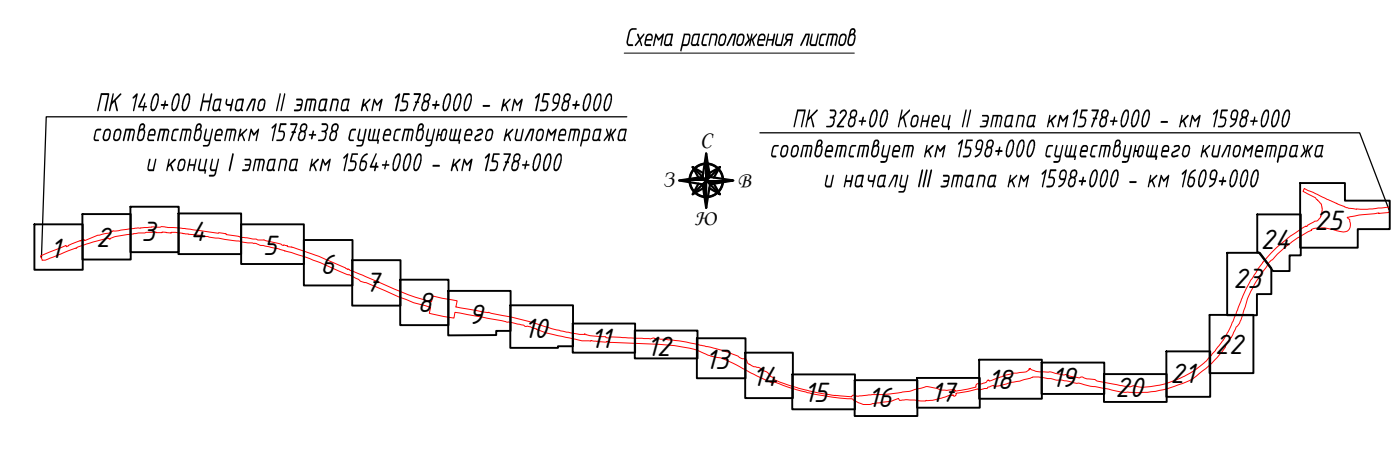 Схема расположения листов
ПК 140+00 Начало II этапа км 1578+000 - км 1598+000
соответствуеткм 1578+38 существующего километража
и концу I этапа км 1564+000 - км 1578+000
ПК 328+00 Конец II этапа км1578+000 - км 1598+000
соответствует км 1598+000 существующего километража
и началу III этапа км 1598+000 - км 1609+000
С
З
В
Ю
1
2
3
4
5
6
7
8
9
10
11
12
13
14
15
16
17
18
19
20
21
22
23
24
25